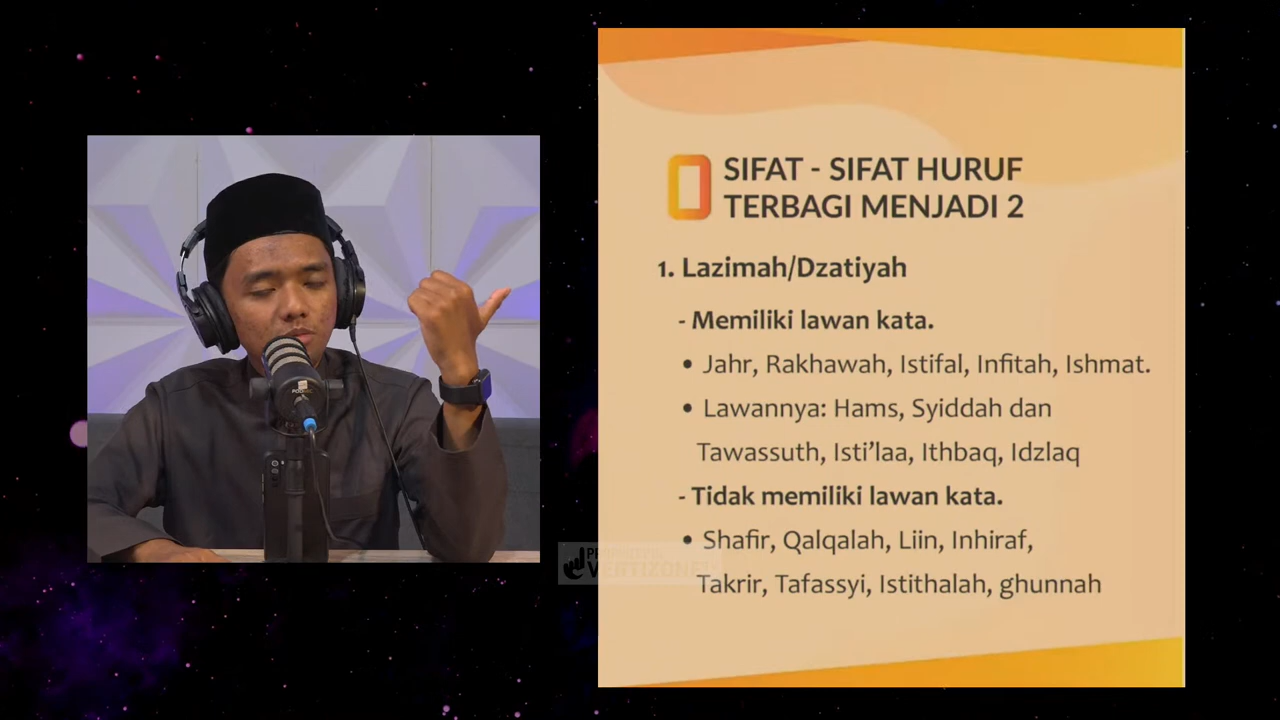 SIFAT - SIFAT HURUF
TERBAGI MENJADI 2
1. Lazimah/Dzatiyah
- Memiliki lawan kata.
• Jahr, Rakhawah, Istifal, Infitah, Ishmat.
• Lawannya: Hams, Syiddah dan
Tawassuth, Isti’laa, Ithbaq, Idzlaq
- Tidak memiliki lawan kata.
• Shafir, Qalqalah, Liin, Inhiraf,
Takrir, Tafassyi, Istithalah, ghunnah
VERTIZONE